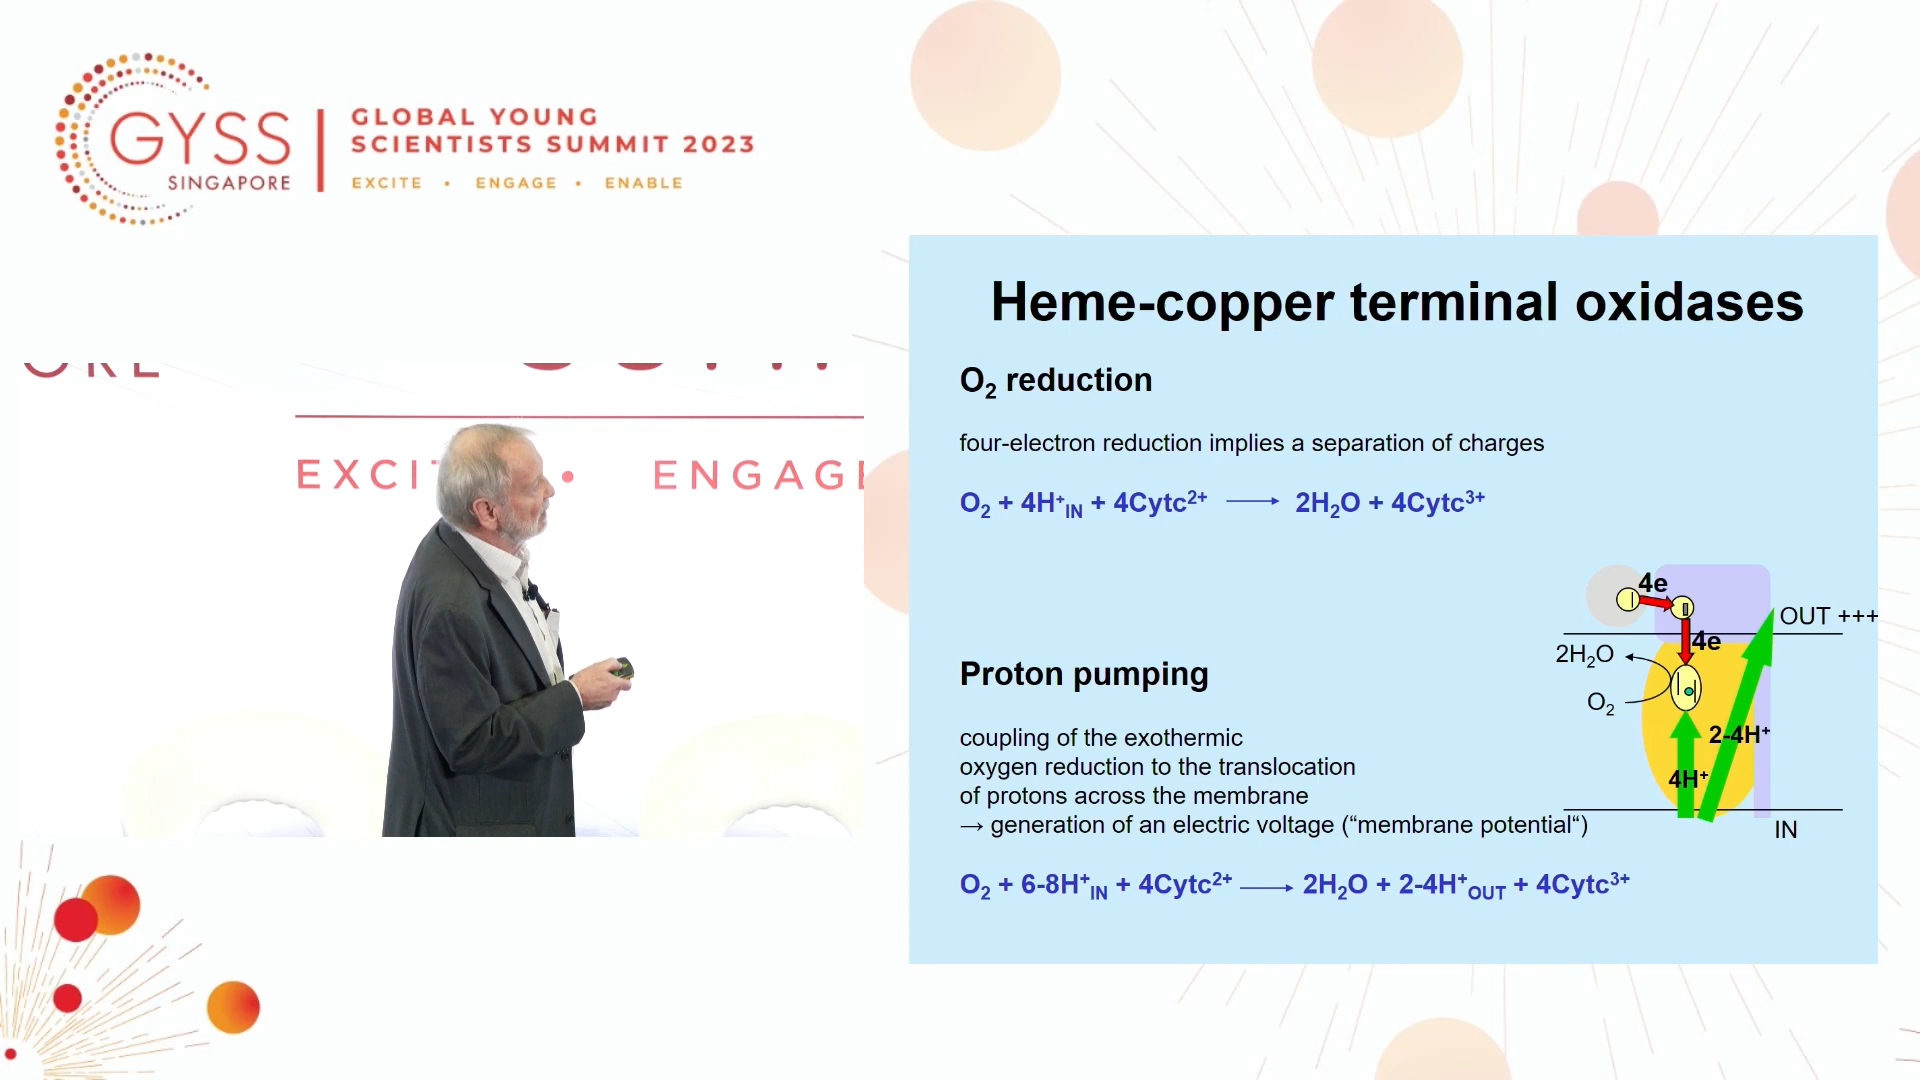 GYSS
SINGAPORE
GLOBAL YOUNG
SCIENTISTS SUMMIT 2023
EXCITE • ENGAGE • ENABLE
EXCIT • ENGAGE
Heme-copper terminal oxidases
O₂ reduction
four-electron reduction implies a separation of charges
O₂ + 4H⁺IN + 4Cytc²⁺ ⟶ 2H₂O + 4Cytc³⁺
4e
OUT +++
4e
2H₂O
O₂
2-4H⁺
4H⁺
IN
Proton pumping
coupling of the exothermic
oxygen reduction to the translocation
of protons across the membrane
→ generation of an electric voltage (“membrane potential“)
O₂ + 6-8H⁺IN + 4Cytc²⁺ ⟶ 2H₂O + 2-4H⁺OUT + 4Cytc³⁺